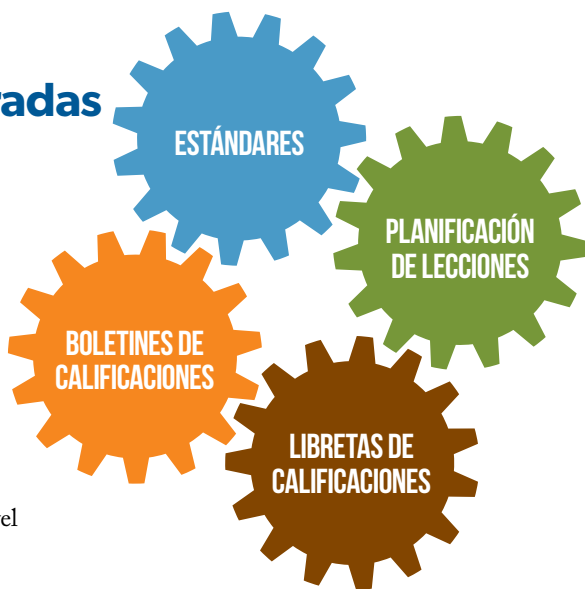 radas
ESTÁNDARES
PLANIFICACIÓN
DE LECCIONES
BOLETINES DE
CALIFICACIONES
LIBRETAS DE
CALIFICACIONES
el